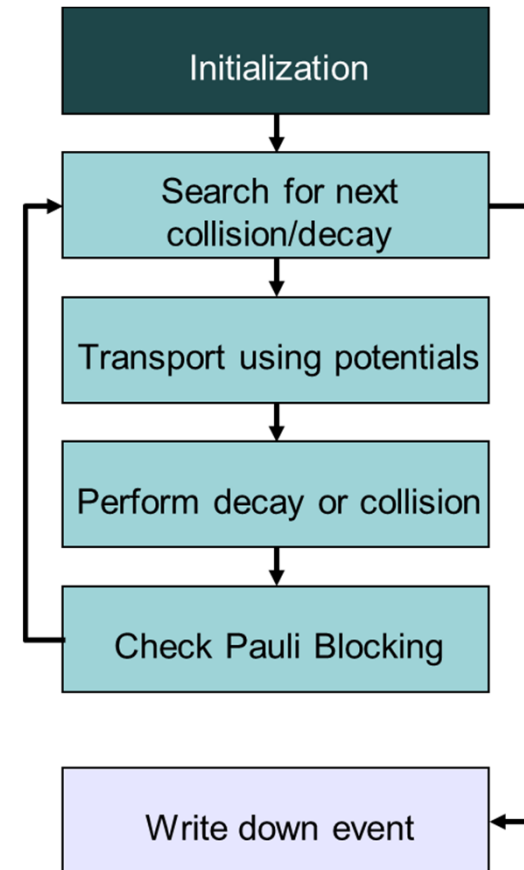 Initialization
Search for next
collision/decay
Transport using potentials
Perform decay or collision
Check Pauli Blocking
Write down event